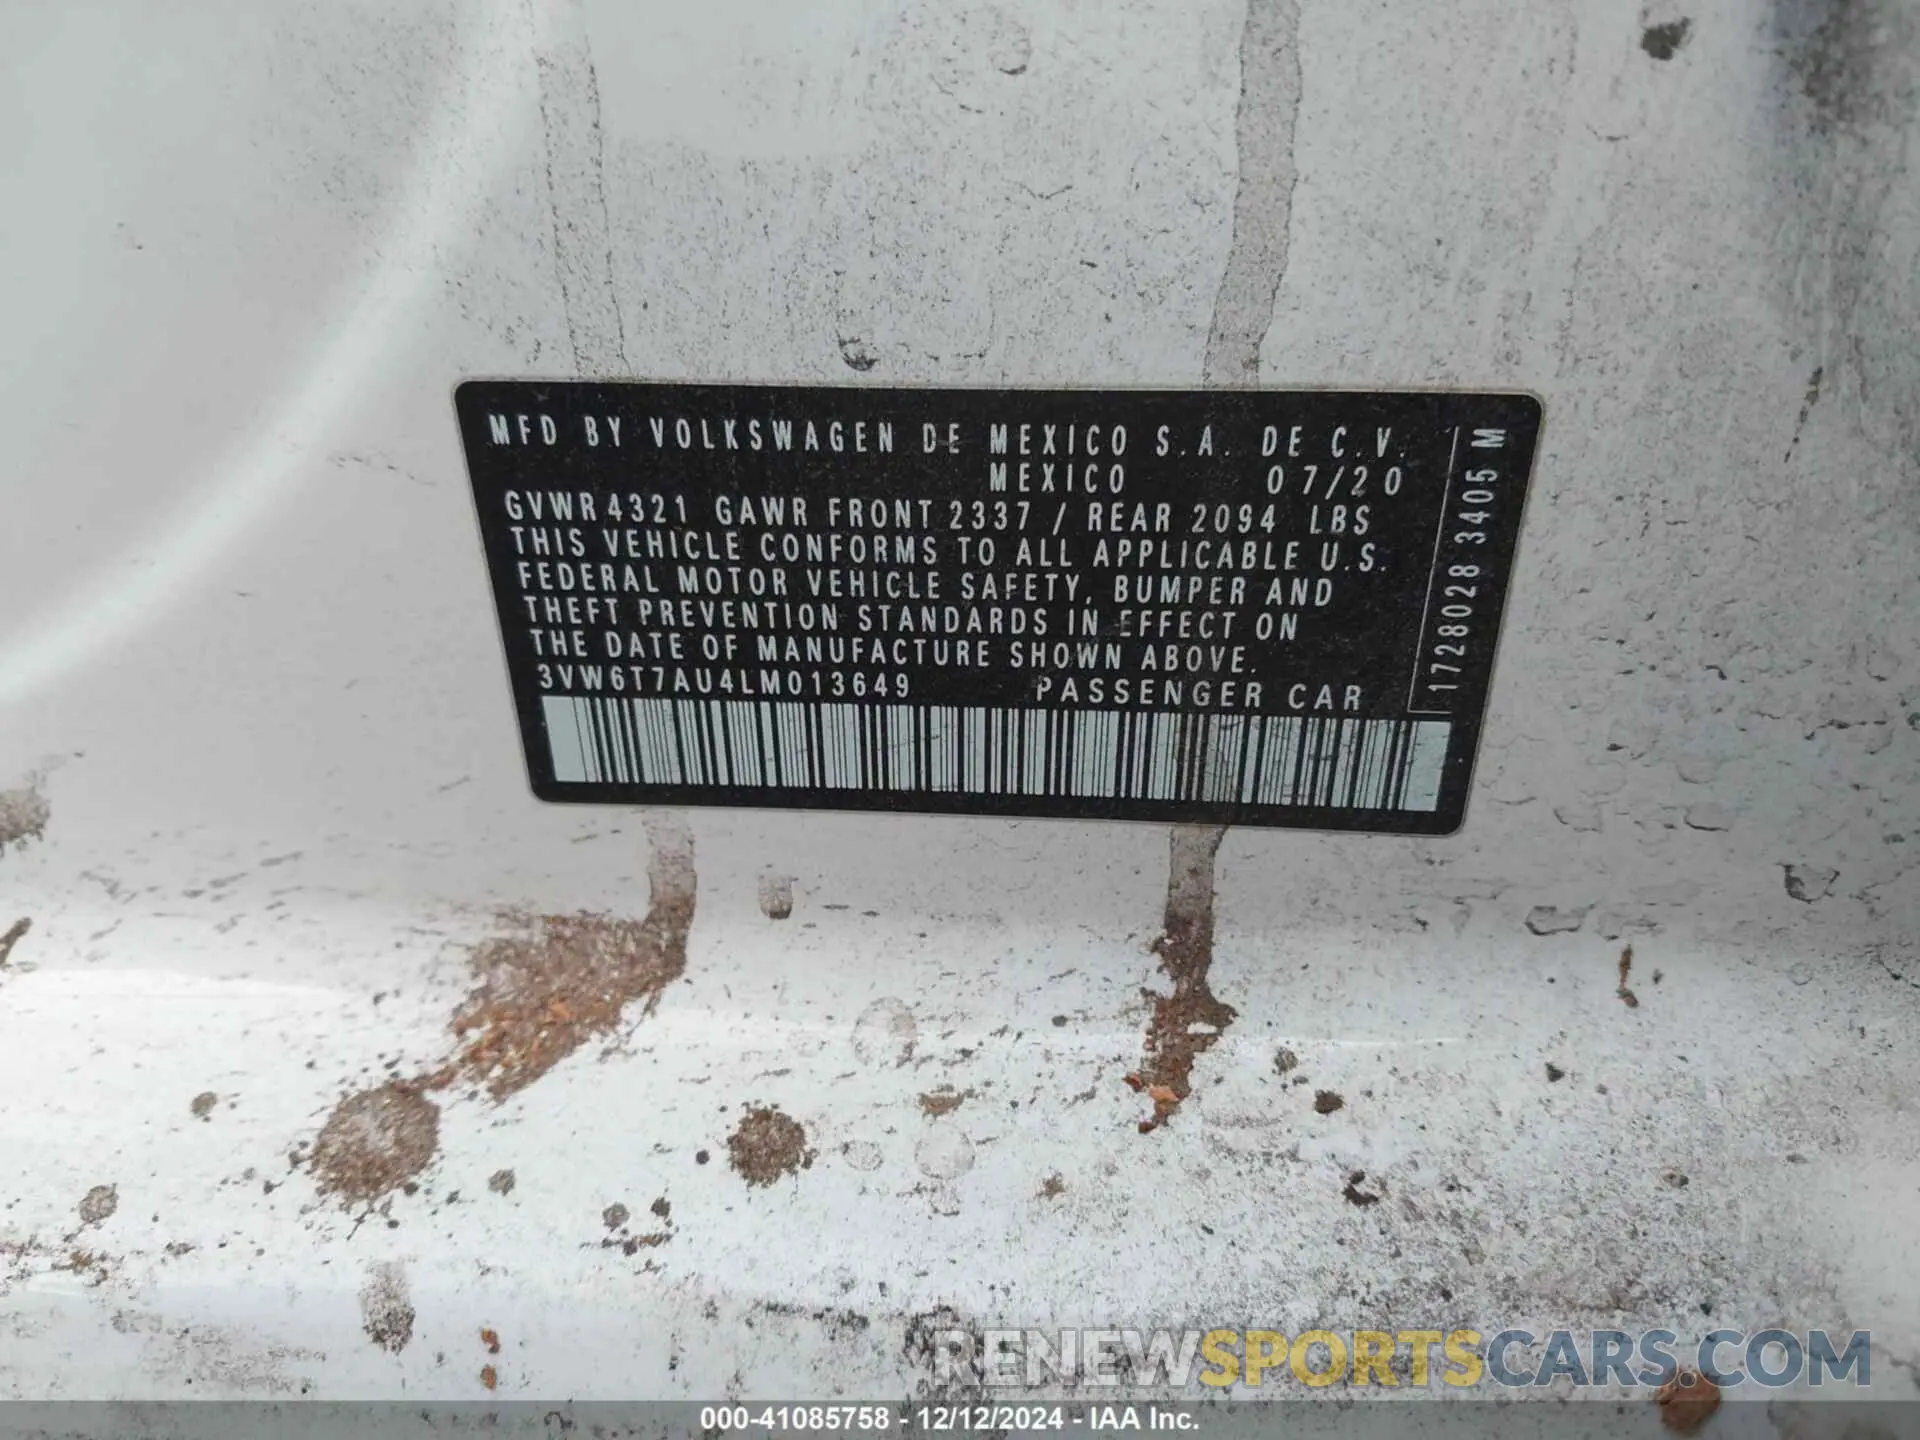 MFD BY VOLKSWAGEN DE MEXICO S.A. DE C.V.
MEXICO 07/20
GVWR 4321 GAWR FRONT 2337 / REAR 2094 LBS
THIS VEHICLE CONFORMS TO ALL APPLICABLE U.S.
FEDERAL MOTOR VEHICLE SAFETY, BUMPER AND
THEFT PREVENTION STANDARDS IN EFFECT ON
THE DATE OF MANUFACTURE SHOWN ABOVE.
3VW6T7AU4LM013649 PASSENGER CAR
17280028 3405 M
RENEWSPORTSCARS.COM
000-41085758 - 12/12/2024 - IAA Inc.